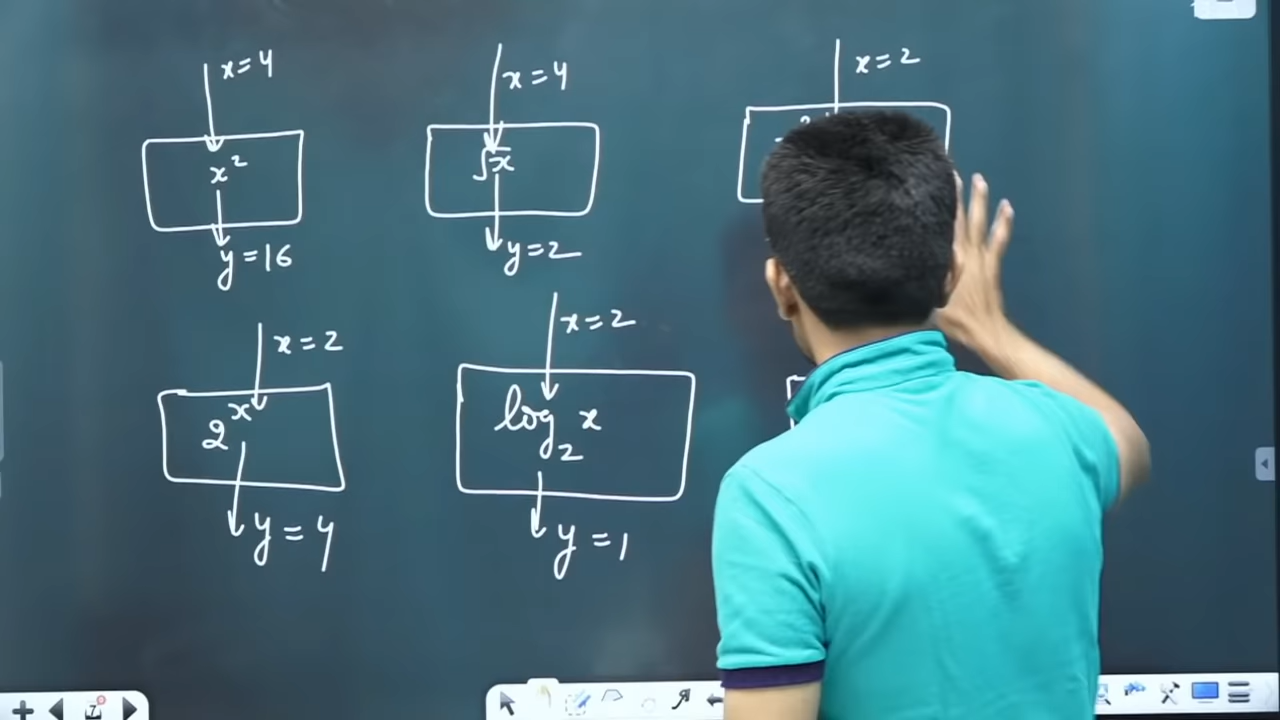 x=4
x²
y=16
x=4
√x
y=2
x=2
x=2
2ˣ
y=4
x=2
log₂ x
y=1